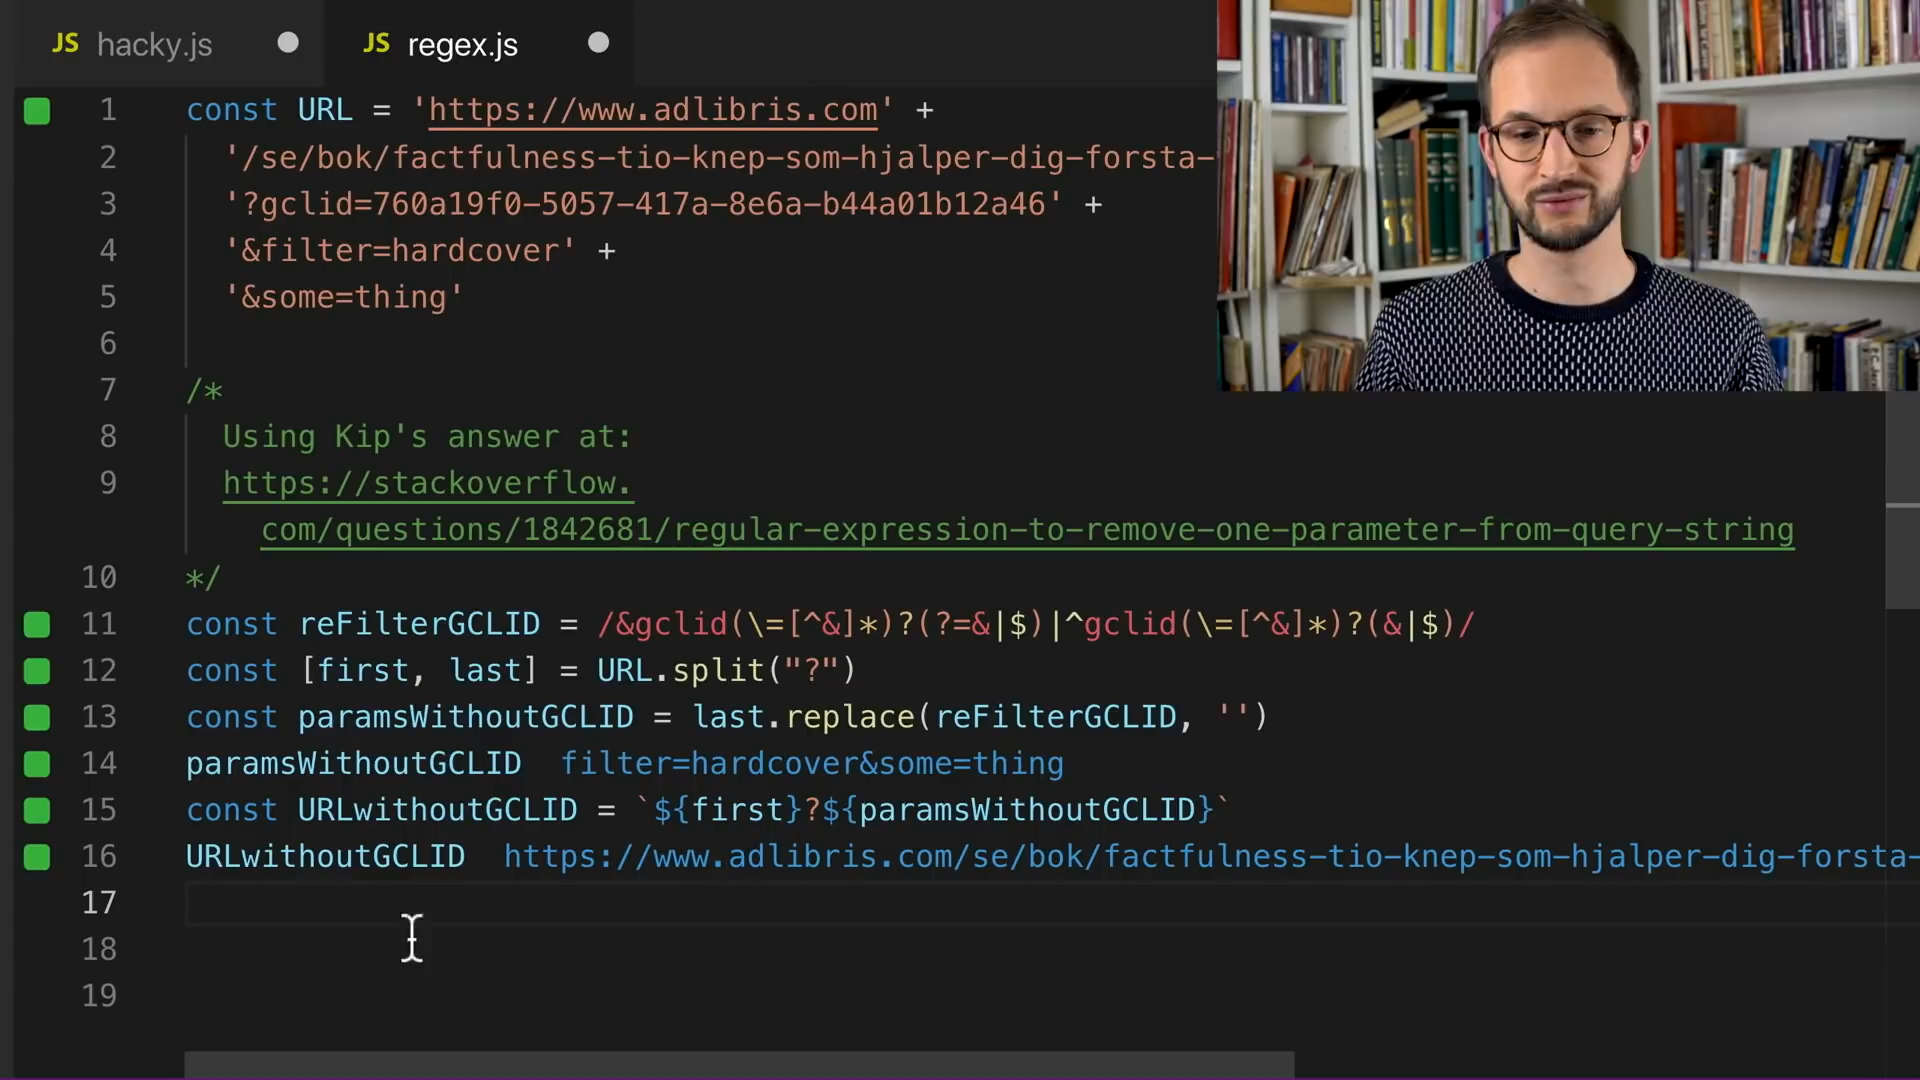 JS hacky.js
JS regex.js
1 const URL = 'https://www.adlibris.com' +
2 '/se/bok/factfulness-tio-knep-som-hjalper-dig-forsta-
3 '?gclid=760a19f0-5057-417a-8e6a-b44a01b12a46' +
4 '&filter=hardcover' +
5 '&some=thing'
6
7 /*
8 Using Kip's answer at:
9 https://stackoverflow.
com/questions/1842681/regular-expression-to-remove-one-parameter-from-query-string
10 */
11 const reFilterGCLID = /&gclid(\=[^&]*)?(?=&|$)|^gclid(\=[^&]*)?(&|$)/
12 const [first, last] = URL.split("?")
13 const paramsWithoutGCLID = last.replace(reFilterGCLID, '')
14 paramsWithoutGCLID filter=hardcover&some=thing
15 const URLwithoutGCLID = `${first}?${paramsWithoutGCLID}`
16 URLwithoutGCLID https://www.adlibris.com/se/bok/factfulness-tio-knep-som-hjalper-dig-forsta-
17
18
19